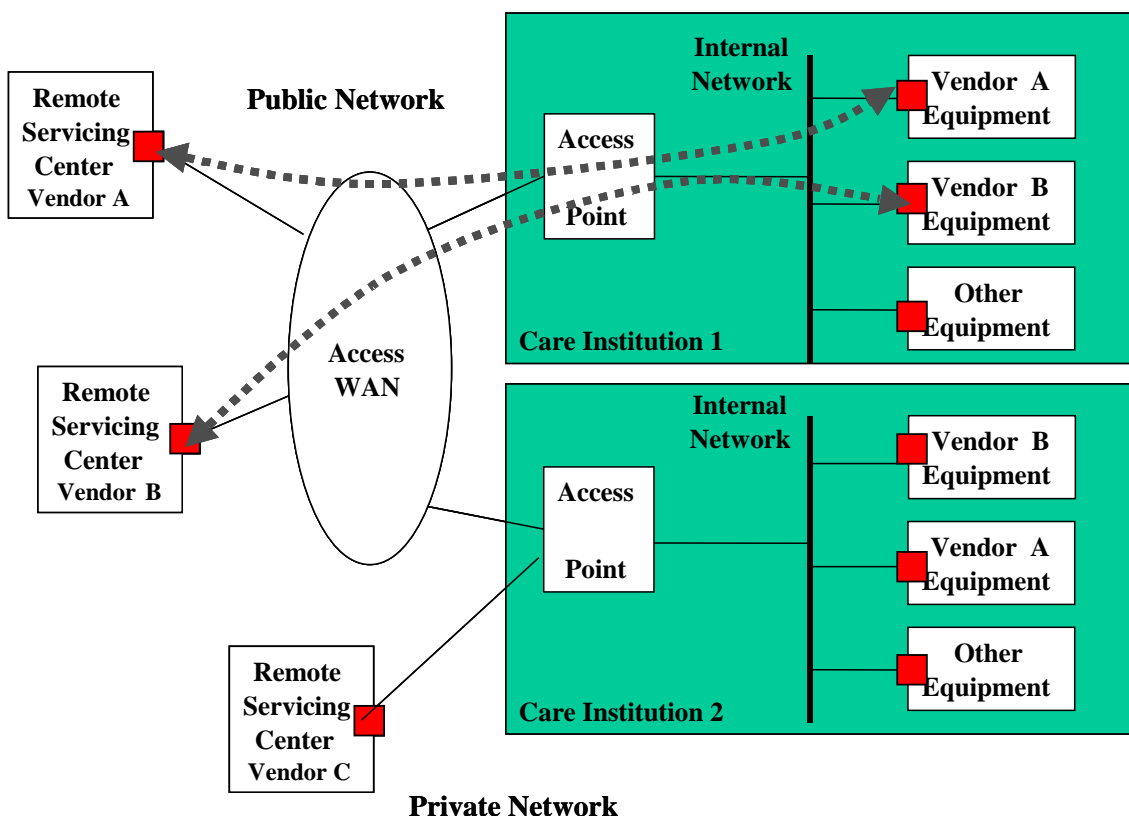 Public Network
Remote
Servicing
Center
Vendor A
Remote
Servicing
Center
Vendor B
Access
WAN
Remote
Servicing
Center
Vendor C
Private Network
Internal
Network
Access
Point
Vendor A
Equipment
Vendor B
Equipment
Other
Equipment
Care Institution 1
Internal
Network
Access
Point
Vendor B
Equipment
Vendor A
Equipment
Other
Equipment
Care Institution 2